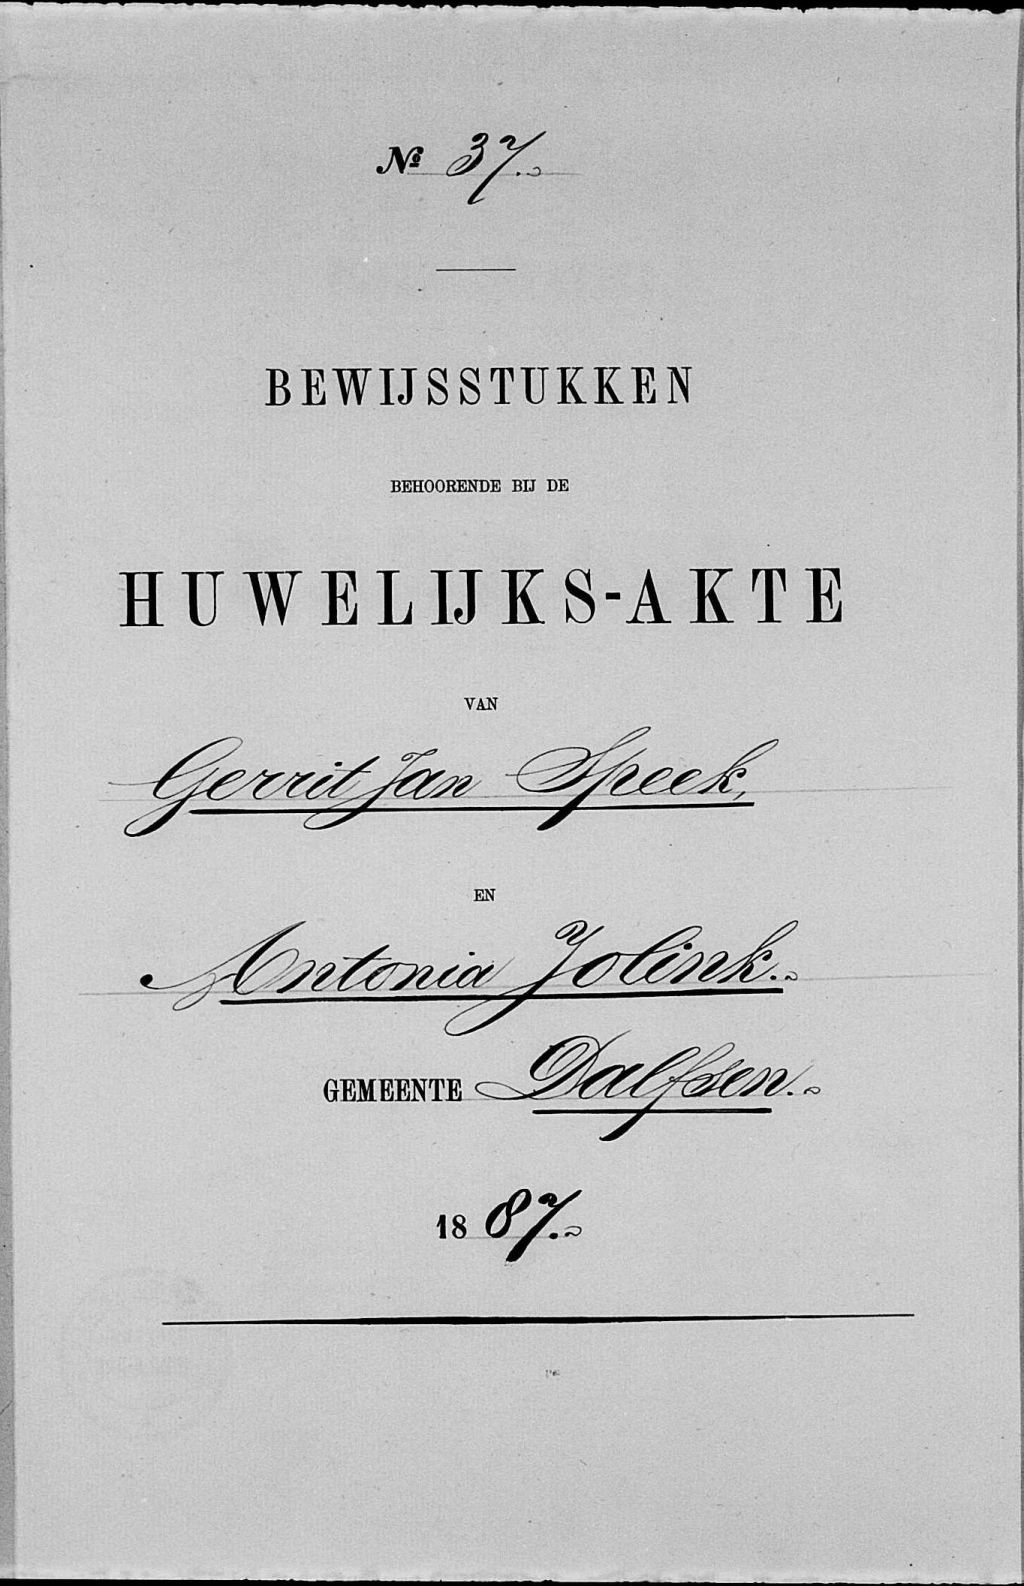 № 37.
BEWIJSSTUKKEN
BEHOORENDE BIJ DE
HUWELIJKS-AKTE
VAN
Gerrit Jan Speek,
EN
Antonia Jolink.
GEMEENTE Dalfsen.
1887.